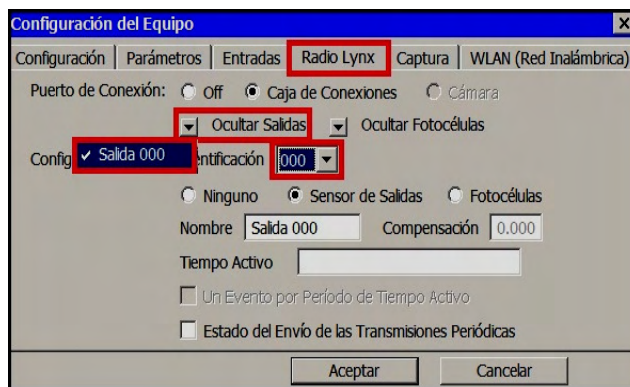 Configuración del Equipo X
Configuración Parámetros Entradas Radio Lynx Captura WLAN (Red Inalámbrica)
Puerto de Conexión: Off Caja de Conexiones Cámara
Ocultar Salidas Ocultar Fotocélulas
Config ✓ Salida 000 entificación 000
Ninguno Sensor de Salidas Fotocélulas
Nombre Salida 000 Compensación 0.000
Tiempo Activo
Un Evento por Período de Tiempo Activo
Estado del Envío de las Transmisiones Periódicas
Aceptar Cancelar